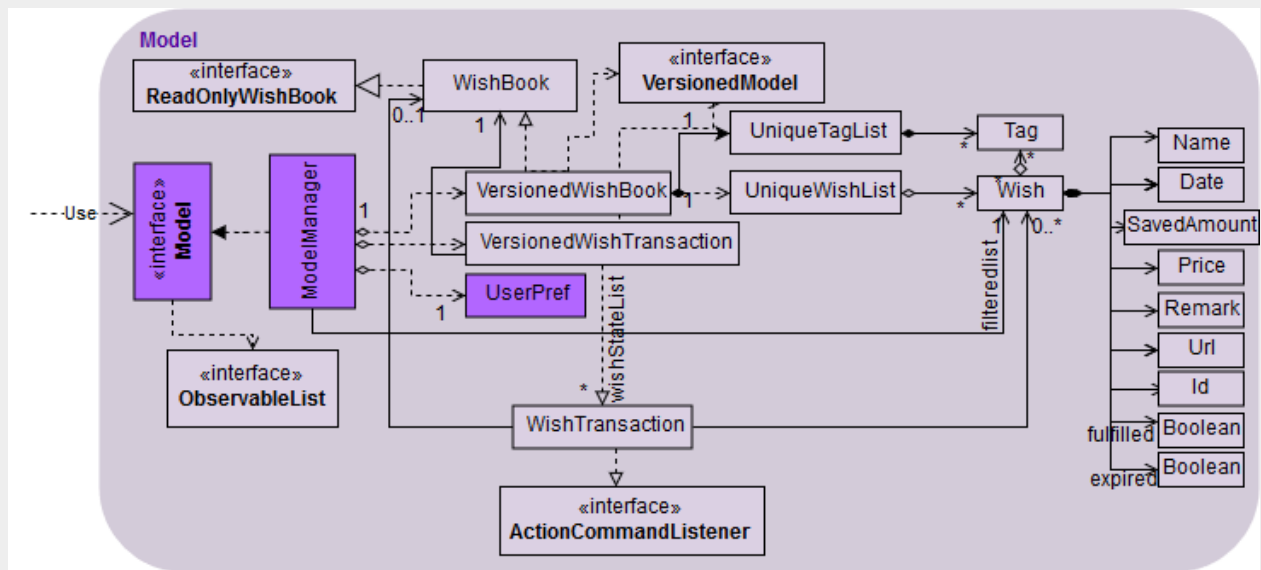 Model
«interface»
ReadOnlyWishBook
WishBook
«interface»
VersionedModel
0..1
1
1
UniqueTagList
*
Tag
*
Name
Date
SavedAmount
Price
Remark
Url
Id
fulfilled
Boolean
expired
Boolean
Use
«interface»
Model
ModelManager
1
VersionedWishBook
1
UniqueWishList
*
*
Wish
1
0..*
VersionedWishTransaction
UserPref
1
filteredlist
wishStateList
*
«interface»
ObservableList
WishTransaction
«interface»
ActionCommandListener